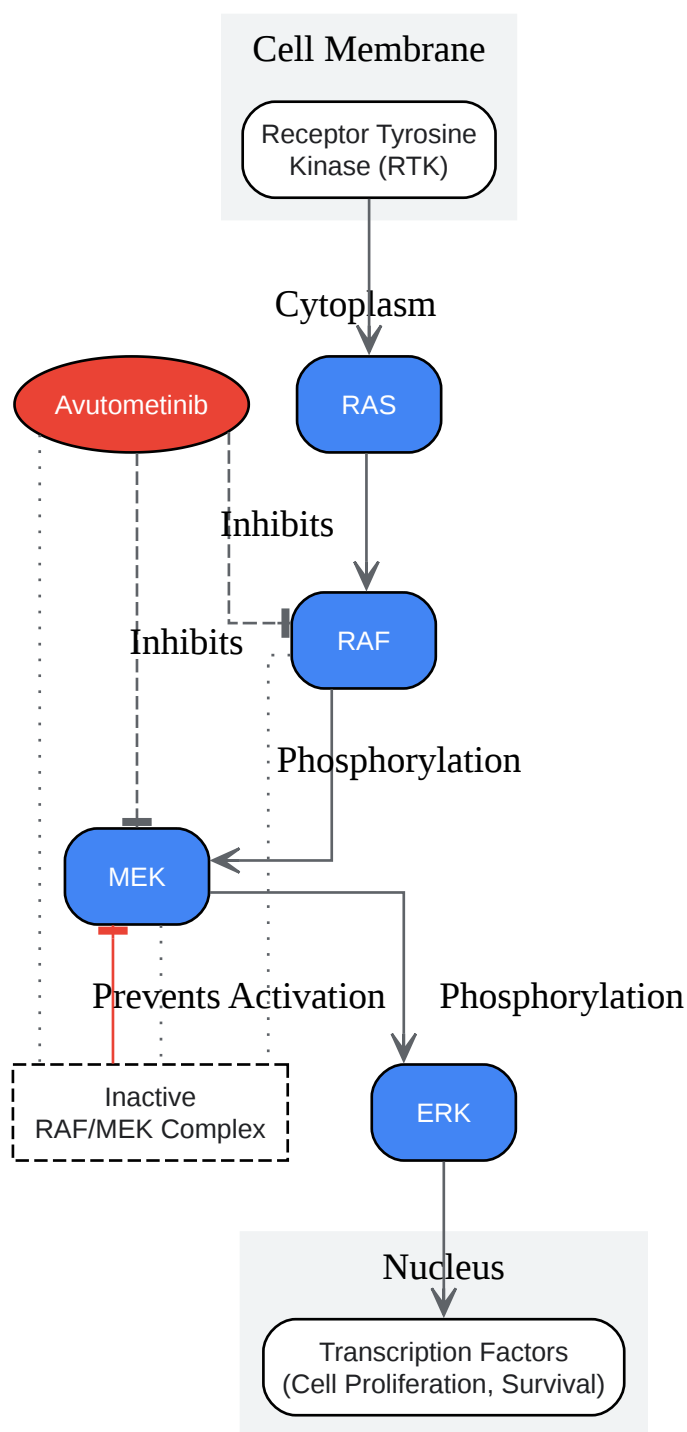 Cell Membrane
Receptor Tyrosine
Kinase (RTK)
Cytoplasm
Avutometinib
RAS
Inhibits
Inhibits
RAF
Phosphorylation
MEK
Prevents Activation
Phosphorylation
Inactive
RAF/MEK Complex
ERK
Nucleus
Transcription Factors
(Cell Proliferation, Survival)